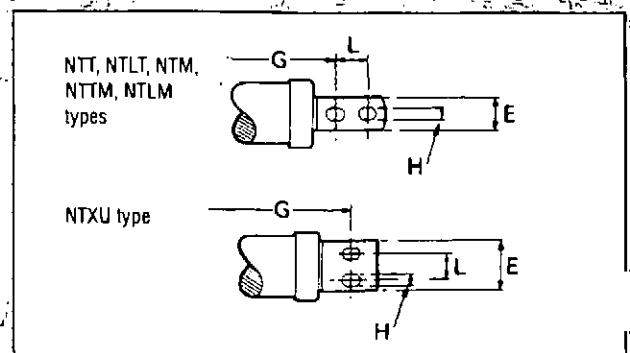 G L
NTT, NTLT, NTM,
NTTM, NTLM
types
E
H
NTXU type
G
L E
H